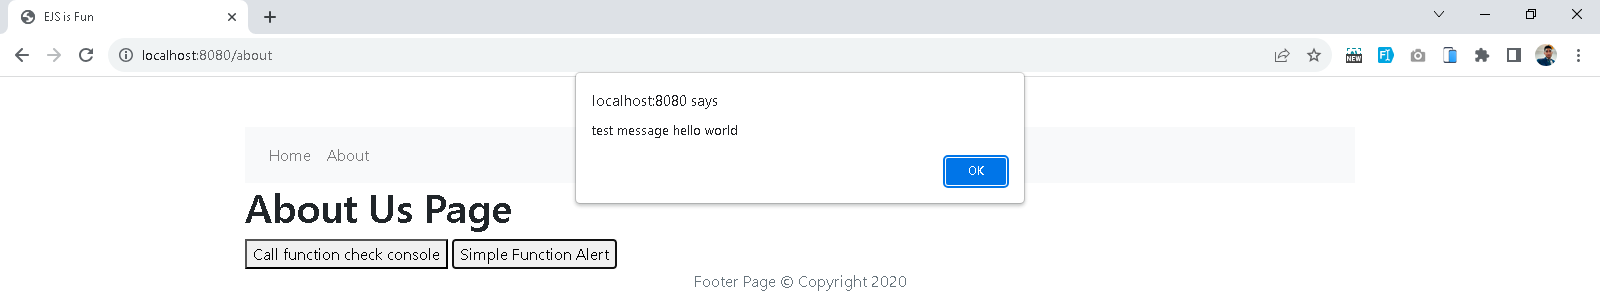 EJS is Fun
localhost:8080/about
NEW
localhost:8080 says
test message hello world
OK
Home About
About Us Page
Call function check console Simple Function Alert
Footer Page © Copyright 2020